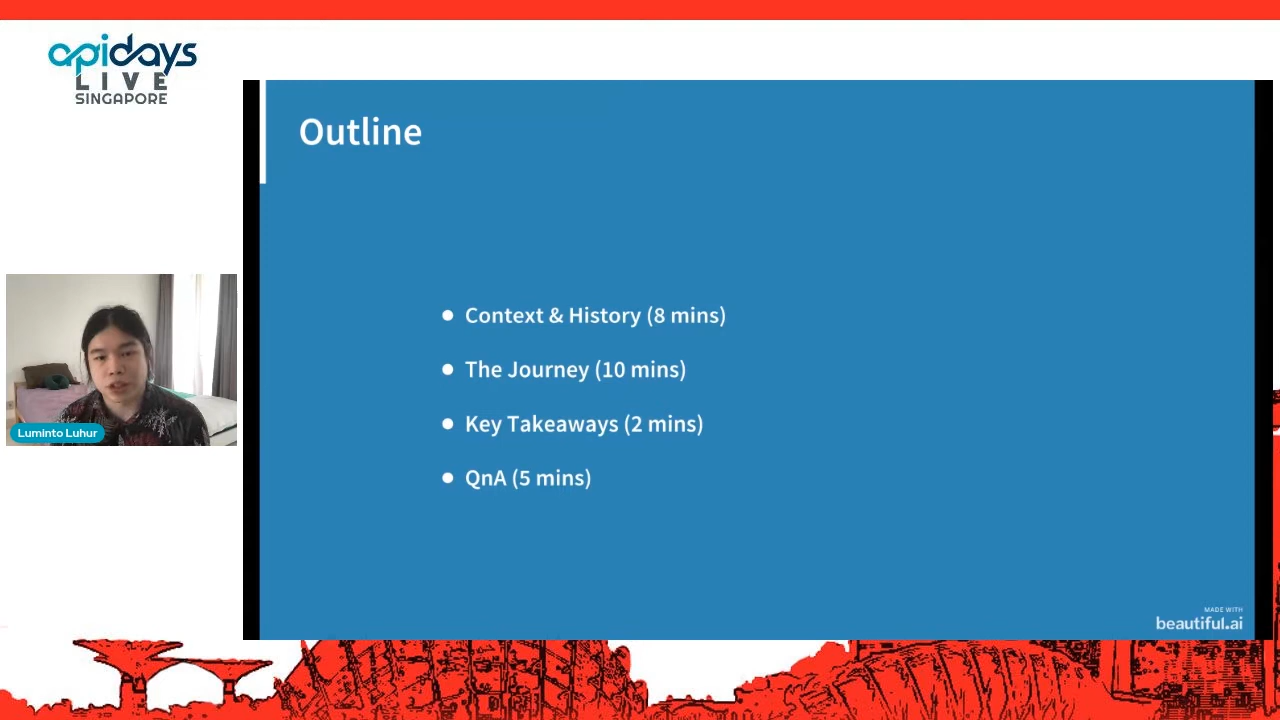 apidays
LIVE
SINGAPORE
Outline
• Context & History (8 mins)
• The Journey (10 mins)
• Key Takeaways (2 mins)
• QnA (5 mins)
Luminto Luhur
MADE WITH
beautiful.ai